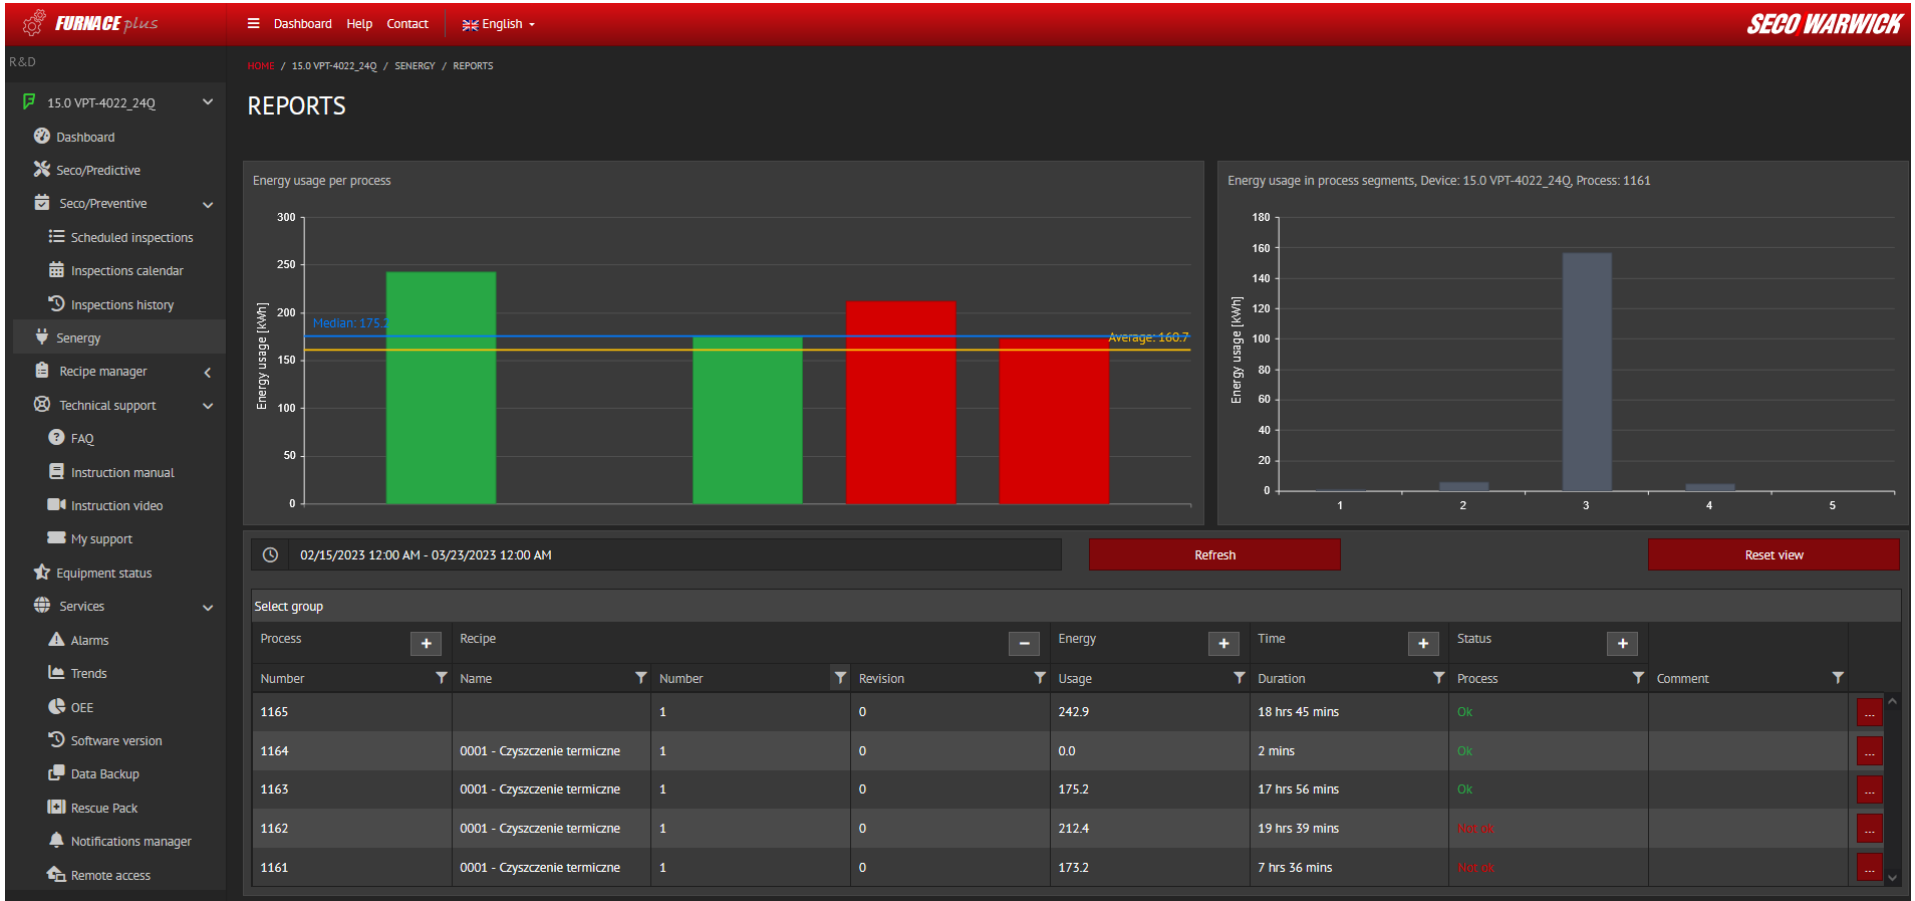 FURNACE plus
Dashboard Help Contact English
SECO/WARWICK
R&D
15.0 VPT-4022_24Q
Dashboard
Seco/Predictive
Seco/Preventive
Scheduled inspections
Inspections calendar
Inspections history
Senergy
Recipe manager
Technical support
FAQ
Instruction manual
Instruction video
My support
Equipment status
Services
Alarms
Trends
OEE
Software version
Data Backup
Rescue Pack
Notifications manager
Remote access
HOME / 15.0 VPT-4022_24Q / SENERGY / REPORTS
REPORTS
Energy usage per process
Energy usage [kWh]
300
250
200
150
100
50
0
Median: 175.2
Average: 160.7
Energy usage in process segments, Device: 15.0 VPT-4022_24Q, Process: 1161
Energy usage [kWh]
180
160
140
120
100
80
60
40
20
0
1 2 3 4 5
02/15/2023 12:00 AM - 03/23/2023 12:00 AM
Refresh
Reset view
Select group
Process + Recipe − Energy + Time + Status +
Number Name Number Revision Usage Duration Process Comment
1165 1 0 242.9 18 hrs 45 mins Ok ...
1164 0001 - Czyszczenie termiczne 1 0 0.0 2 mins Ok ...
1163 0001 - Czyszczenie termiczne 1 0 175.2 17 hrs 56 mins Ok ...
1162 0001 - Czyszczenie termiczne 1 0 212.4 19 hrs 39 mins Not ok ...
1161 0001 - Czyszczenie termiczne 1 0 173.2 7 hrs 36 mins Not ok ...